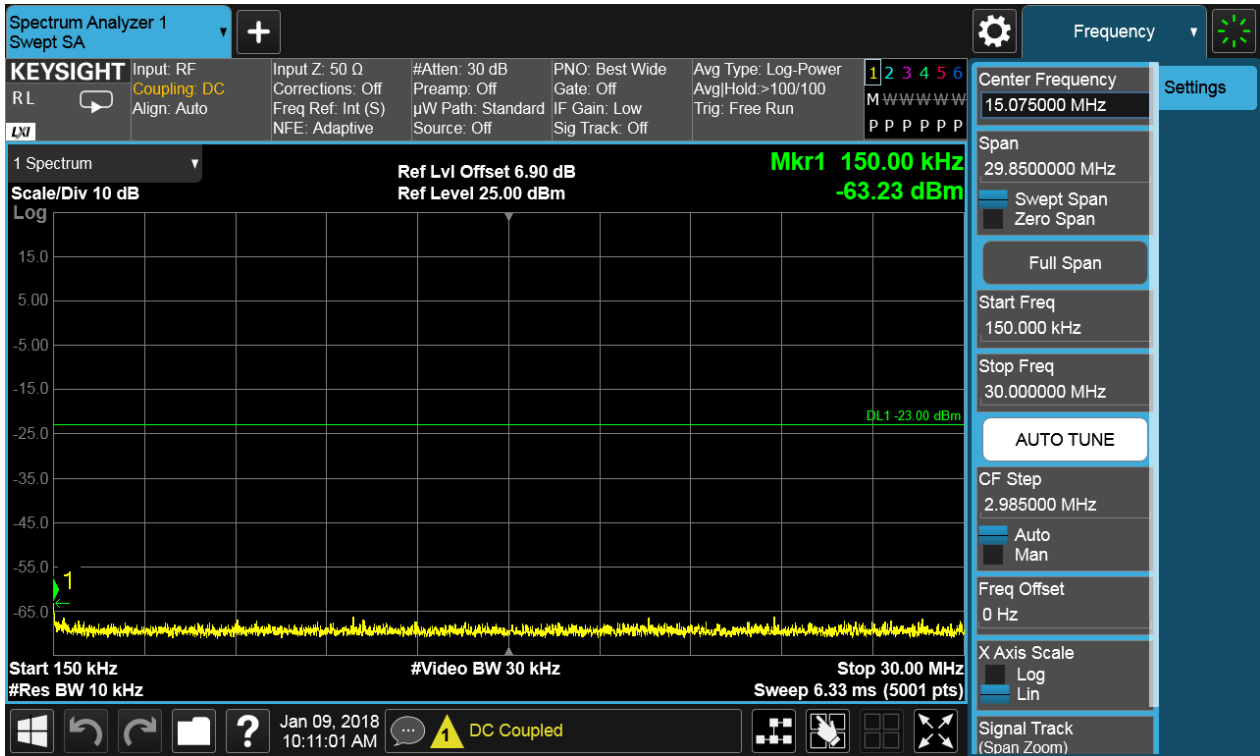 Spectrum Analyzer 1
Swept SA
+
Frequency
KEYSIGHT
RL
LXI
Input: RF
Coupling: DC
Align: Auto
Input Z: 50 Ω
Corrections: Off
Freq Ref: Int (S)
NFE: Adaptive
#Atten: 30 dB
Preamp: Off
µW Path: Standard
Source: Off
PNO: Best Wide
Gate: Off
IF Gain: Low
Sig Track: Off
Avg Type: Log-Power
Avg|Hold:>100/100
Trig: Free Run
1 2 3 4 5 6
M W W W W W
P P P P P P
1 Spectrum
Scale/Div 10 dB
Log
Ref Lvl Offset 6.90 dB
Ref Level 25.00 dBm
Mkr1 150.00 kHz
-63.23 dBm
15.0
5.00
-5.00
-15.0
DL1 -23.00 dBm
-25.0
-35.0
-45.0
-55.0
1
-65.0
Start 150 kHz
#Video BW 30 kHz
Stop 30.00 MHz
#Res BW 10 kHz
Sweep 6.33 ms (5001 pts)
Center Frequency
15.075000 MHz
Settings
Span
29.8500000 MHz
Swept Span
Zero Span
Full Span
Start Freq
150.000 kHz
Stop Freq
30.000000 MHz
AUTO TUNE
CF Step
2.985000 MHz
Auto
Man
Freq Offset
0 Hz
X Axis Scale
Log
Lin
Signal Track
(Span Zoom)
?
Jan 09, 2018
10:11:01 AM
1
DC Coupled